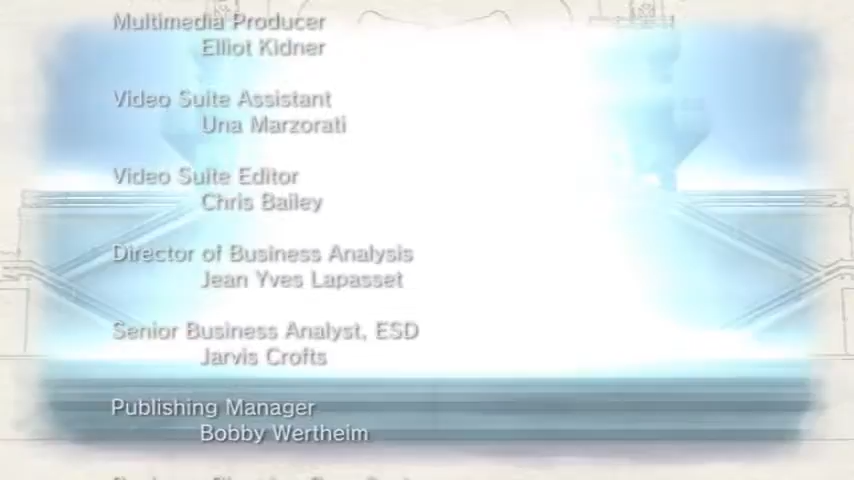 Multimedia Producer
Elliot Kidner
Video Suite Assistant
Una Marzorati
Video Suite Editor
Chris Bailey
Director of Business Analysis
Jean Yves Lapasset
Senior Business Analyst, ESD
Jarvis Crofts
Publishing Manager
Bobby Wertheim